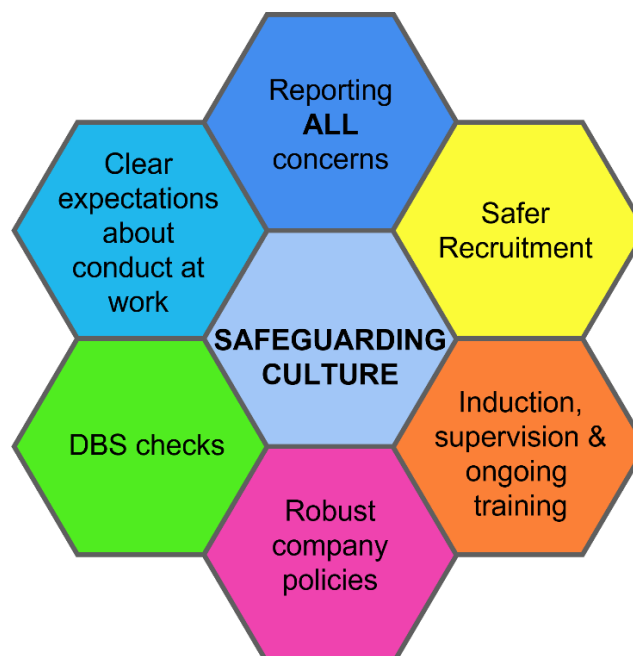 Reporting
ALL
concerns
Clear
expectations
about
conduct at
work
Safer
Recruitment
SAFEGUARDING
CULTURE
DBS checks
Induction,
supervision &
ongoing
training
Robust
company
policies